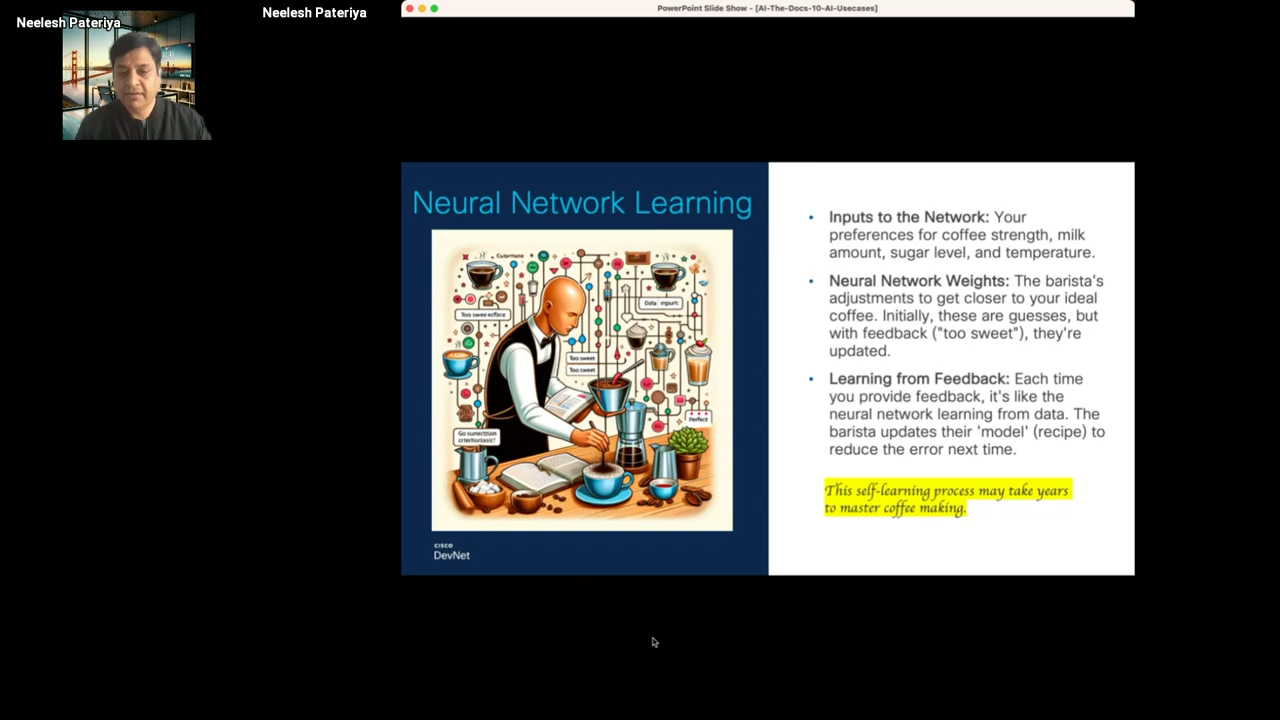 Neelesh Pateriya
Neelesh Pateriya
PowerPoint Slide Show - [AI-The-Docs-10-AI-Usecases]
Neural Network Learning
Data
Too sweet
Too sweet
Perfect
CISCO
DevNet
• Inputs to the Network: Your
preferences for coffee strength, milk
amount, sugar level, and temperature.
• Neural Network Weights: The barista's
adjustments to get closer to your ideal
coffee. Initially, these are guesses, but
with feedback ("too sweet"), they're
updated.
• Learning from Feedback: Each time
you provide feedback, it's like the
neural network learning from data. The
barista updates their 'model' (recipe) to
reduce the error next time.
This self-learning process may take years
to master coffee making.